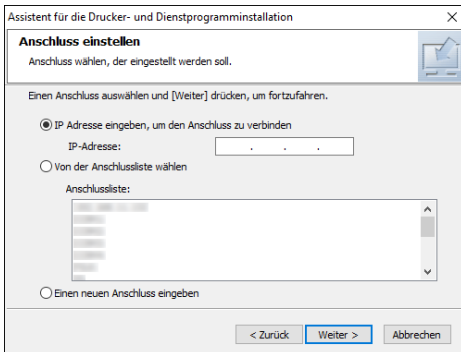 Assistent für die Drucker- und Dienstprogramminstallation
Anschluss einstellen
Anschluss wählen, der eingestellt werden soll.
Einen Anschluss auswählen und [Weiter] drücken, um fortzufahren.
IP Adresse eingeben, um den Anschluss zu verbinden
IP-Adresse: . . .
Von der Anschlussliste wählen
Anschlussliste:
Einen neuen Anschluss eingeben
< Zurück Weiter > Abbrechen